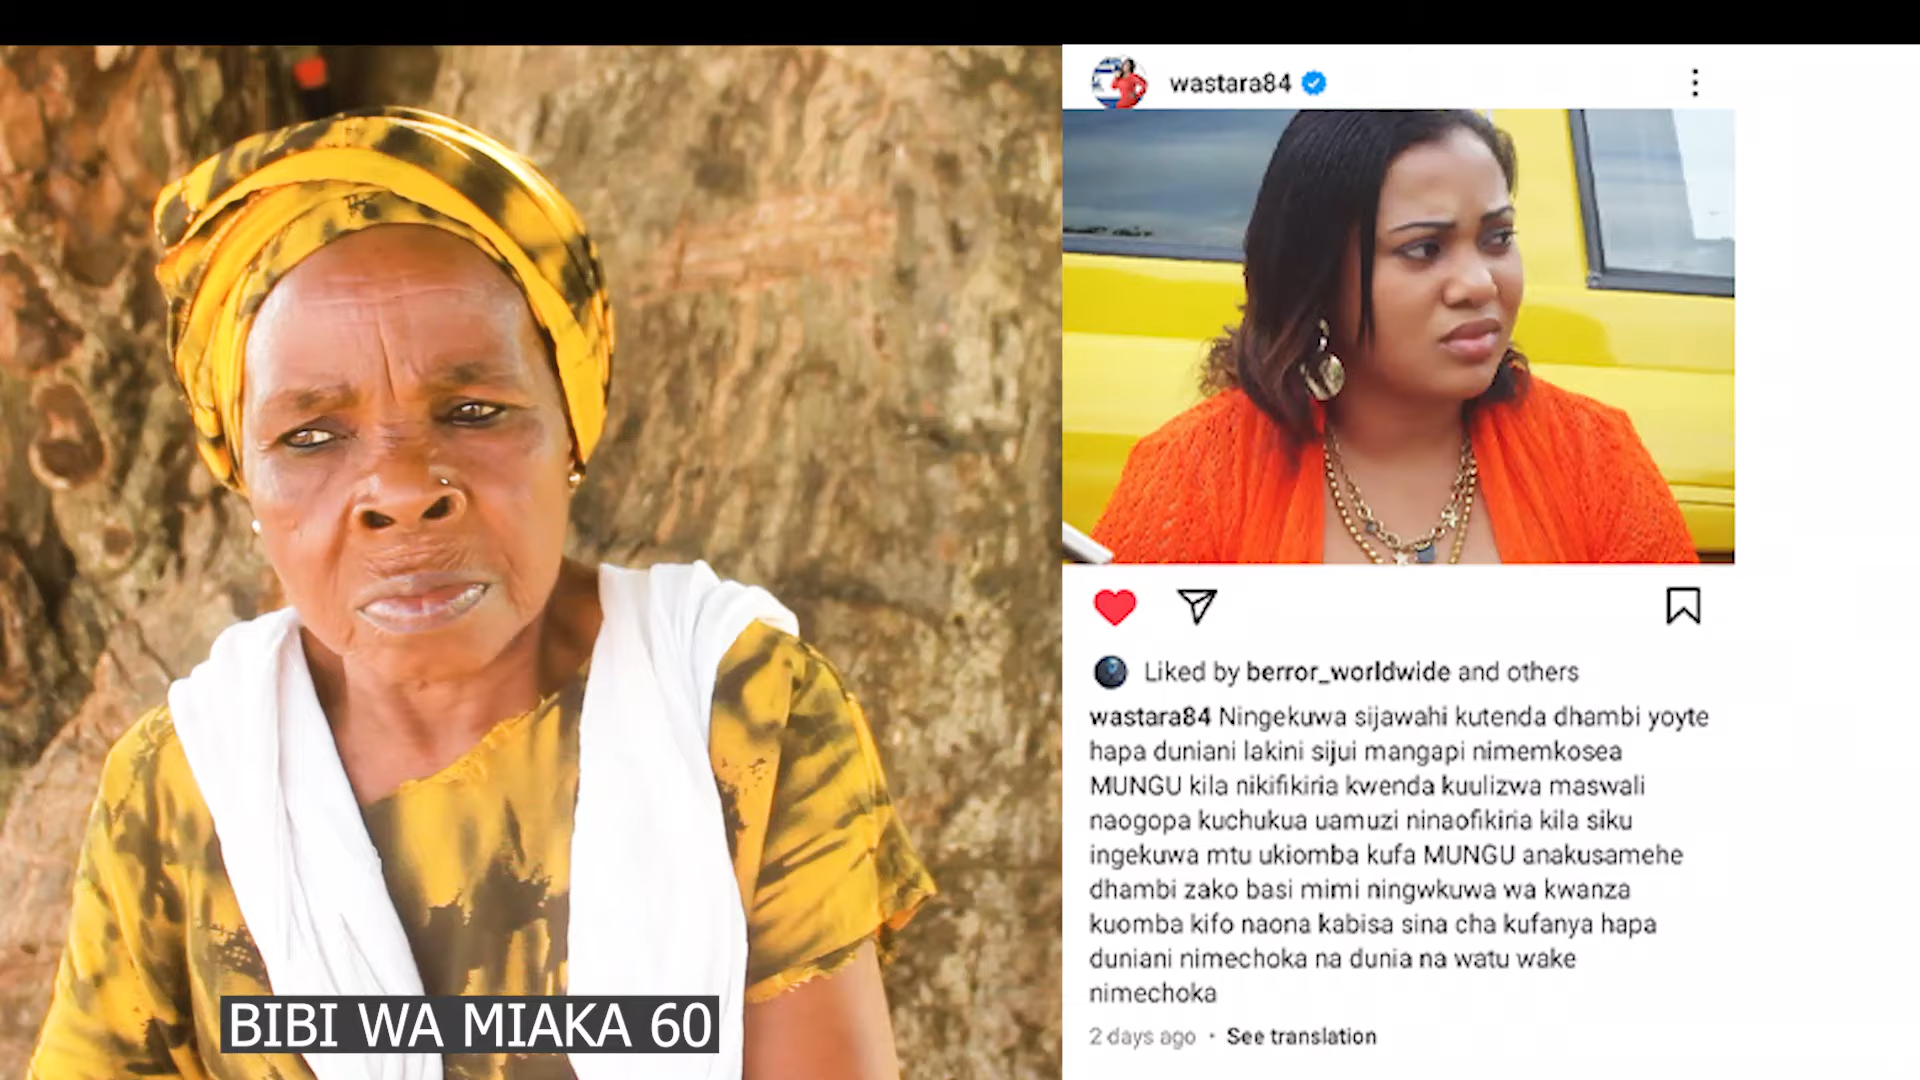 BIBI WA MIAKA 60
wastara84
Liked by berror_worldwide and others
wastara84 Ningekuwa sijawahi kutenda dhambi yoyte
hapa duniani lakini sijui mangapi nimemkosea
MUNGU kila nikifikiria kwenda kuulizwa maswali
naogopa kuchukua uamuzi ninaofikiria kila siku
ingekuwa mtu ukiomba kufa MUNGU anakusamehe
dhambi zako basi mimi ningwkuwa wa kwanza
kuomba kifo naona kabisa sina cha kufanya hapa
duniani nimechoka na dunia na watu wake
nimechoka
2 days ago · See translation